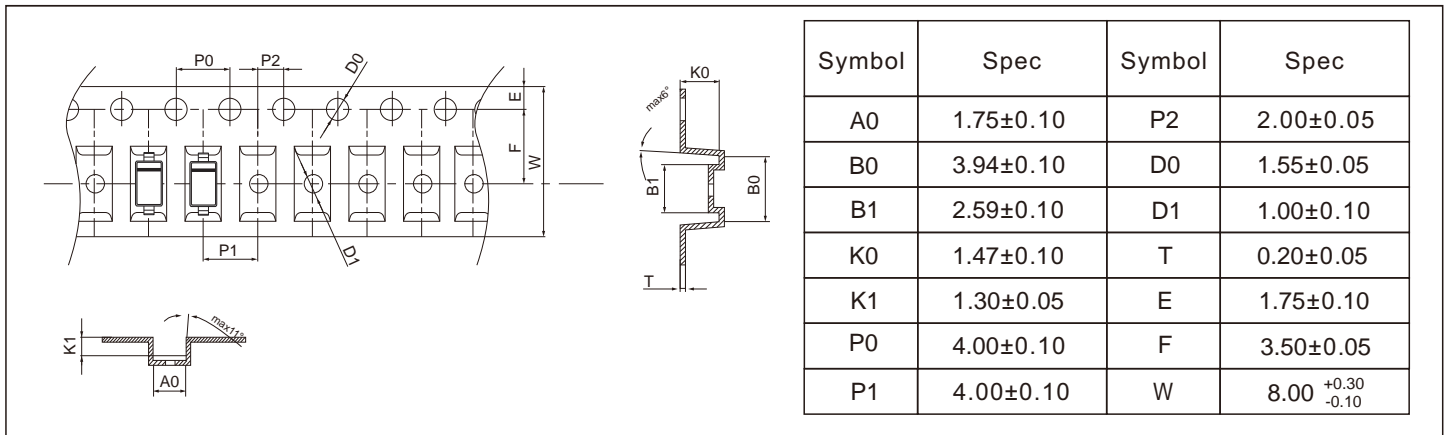 P0
P2
D0
E
F
W
P1
D1
K0
max6°
B1
B0
T
K1
max11°
A0
Symbol Spec Symbol Spec
A0 1.75±0.10 P2 2.00±0.05
B0 3.94±0.10 D0 1.55±0.05
B1 2.59±0.10 D1 1.00±0.10
K0 1.47±0.10 T 0.20±0.05
K1 1.30±0.05 E 1.75±0.10
P0 4.00±0.10 F 3.50±0.05
P1 4.00±0.10 W 8.00 +0.30 -0.10